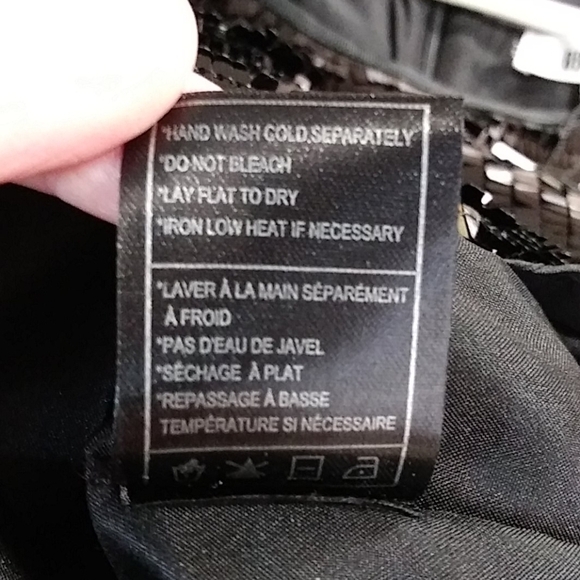 *HAND WASH COLD,SEPARATELY
*DO NOT BLEACH
*LAY FLAT TO DRY
*IRON LOW HEAT IF NECESSARY
*LAVER À LA MAIN SÉPARÉMENT
À FROID
*PAS D'EAU DE JAVEL
*SÉCHAGE À PLAT
*REPASSAGE À BASSE
TEMPÉRATURE SI NÉCESSAIRE